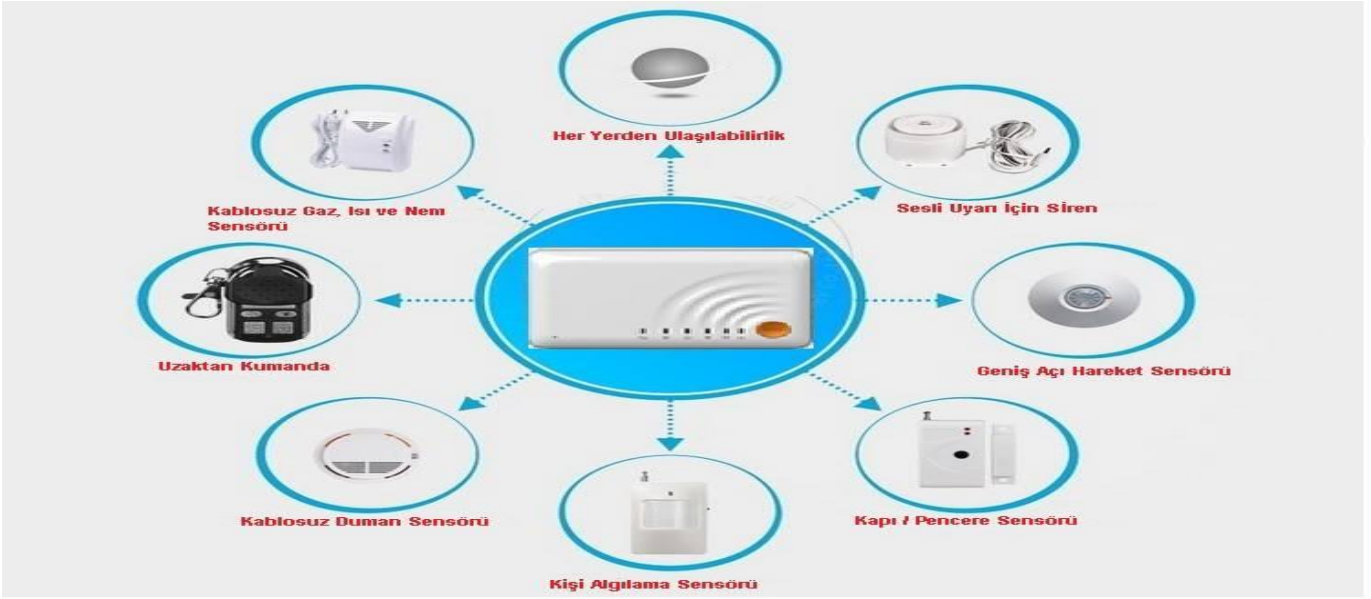 Her Yerden Ulaşılabilirlik
Kablosuz Gaz, Isı ve Nem
Sensörü
Sesli Uyarı İçin Siren
Uzaktan Kumanda
Geniş Açı Hareket Sensörü
Kablosuz Duman Sensörü
Kapı / Pencere Sensörü
Kişi Algılama Sensörü